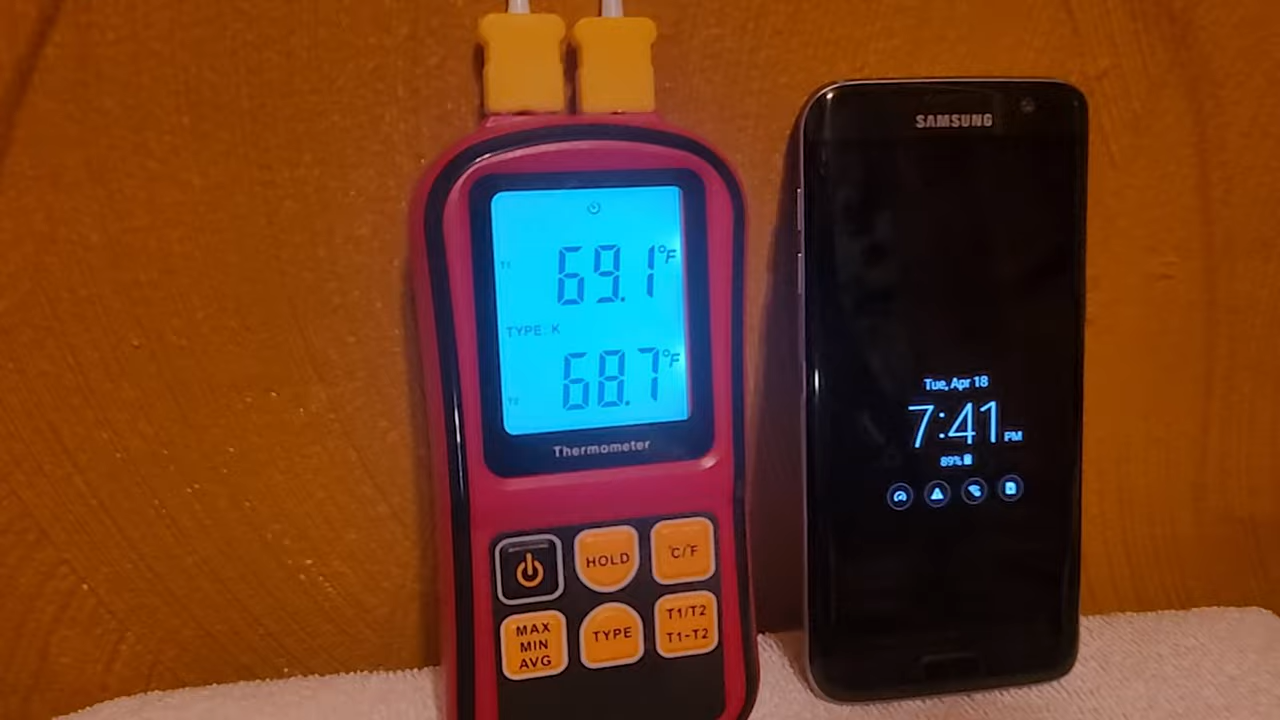 T1
69.1°F
TYPE: K
T2
68.7°F
Thermometer
HOLD
°C/°F
MAX
MIN
AVG
TYPE
T1/T2
T1-T2
SAMSUNG
Tue, Apr 18
7:41 PM
89%